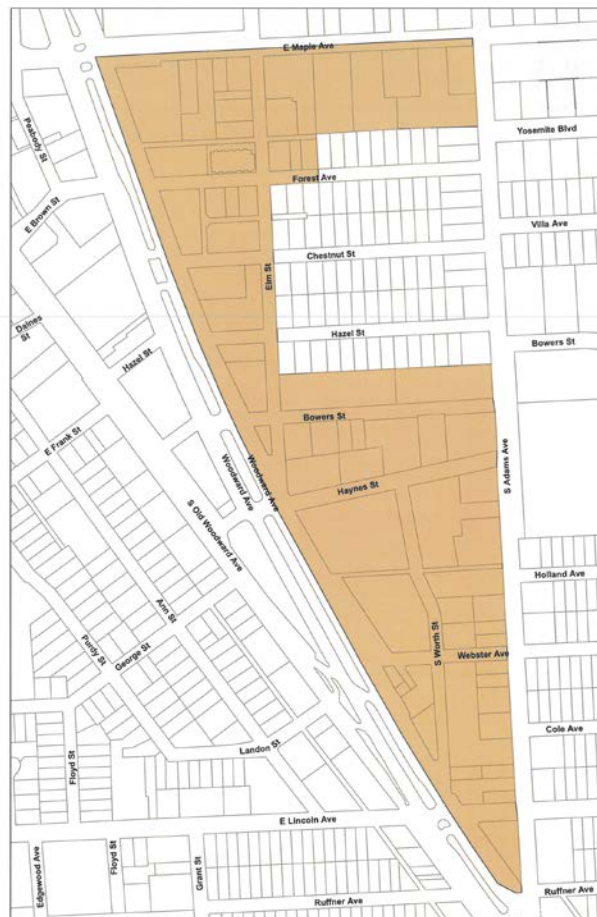 E Maple Ave
Peabody St
Yosemite Blvd
Forest Ave
E Brown St
Villa Ave
Chestnut St
Elm St
Daines
St
Hazel St
Hazel St
Bowers St
Bowers St
E Frank St
Woodward Ave
Woodward Ave
S Adams Ave
Haynes St
S Old Woodward Ave
Holland Ave
Ann St
Purdy St
George St
S Worth St
Webster Ave
Landon St
Cole Ave
Floyd St
E Lincoln Ave
Edgewood Ave
Floyd St
Grant St
Ruffner Ave
Ruffner Ave